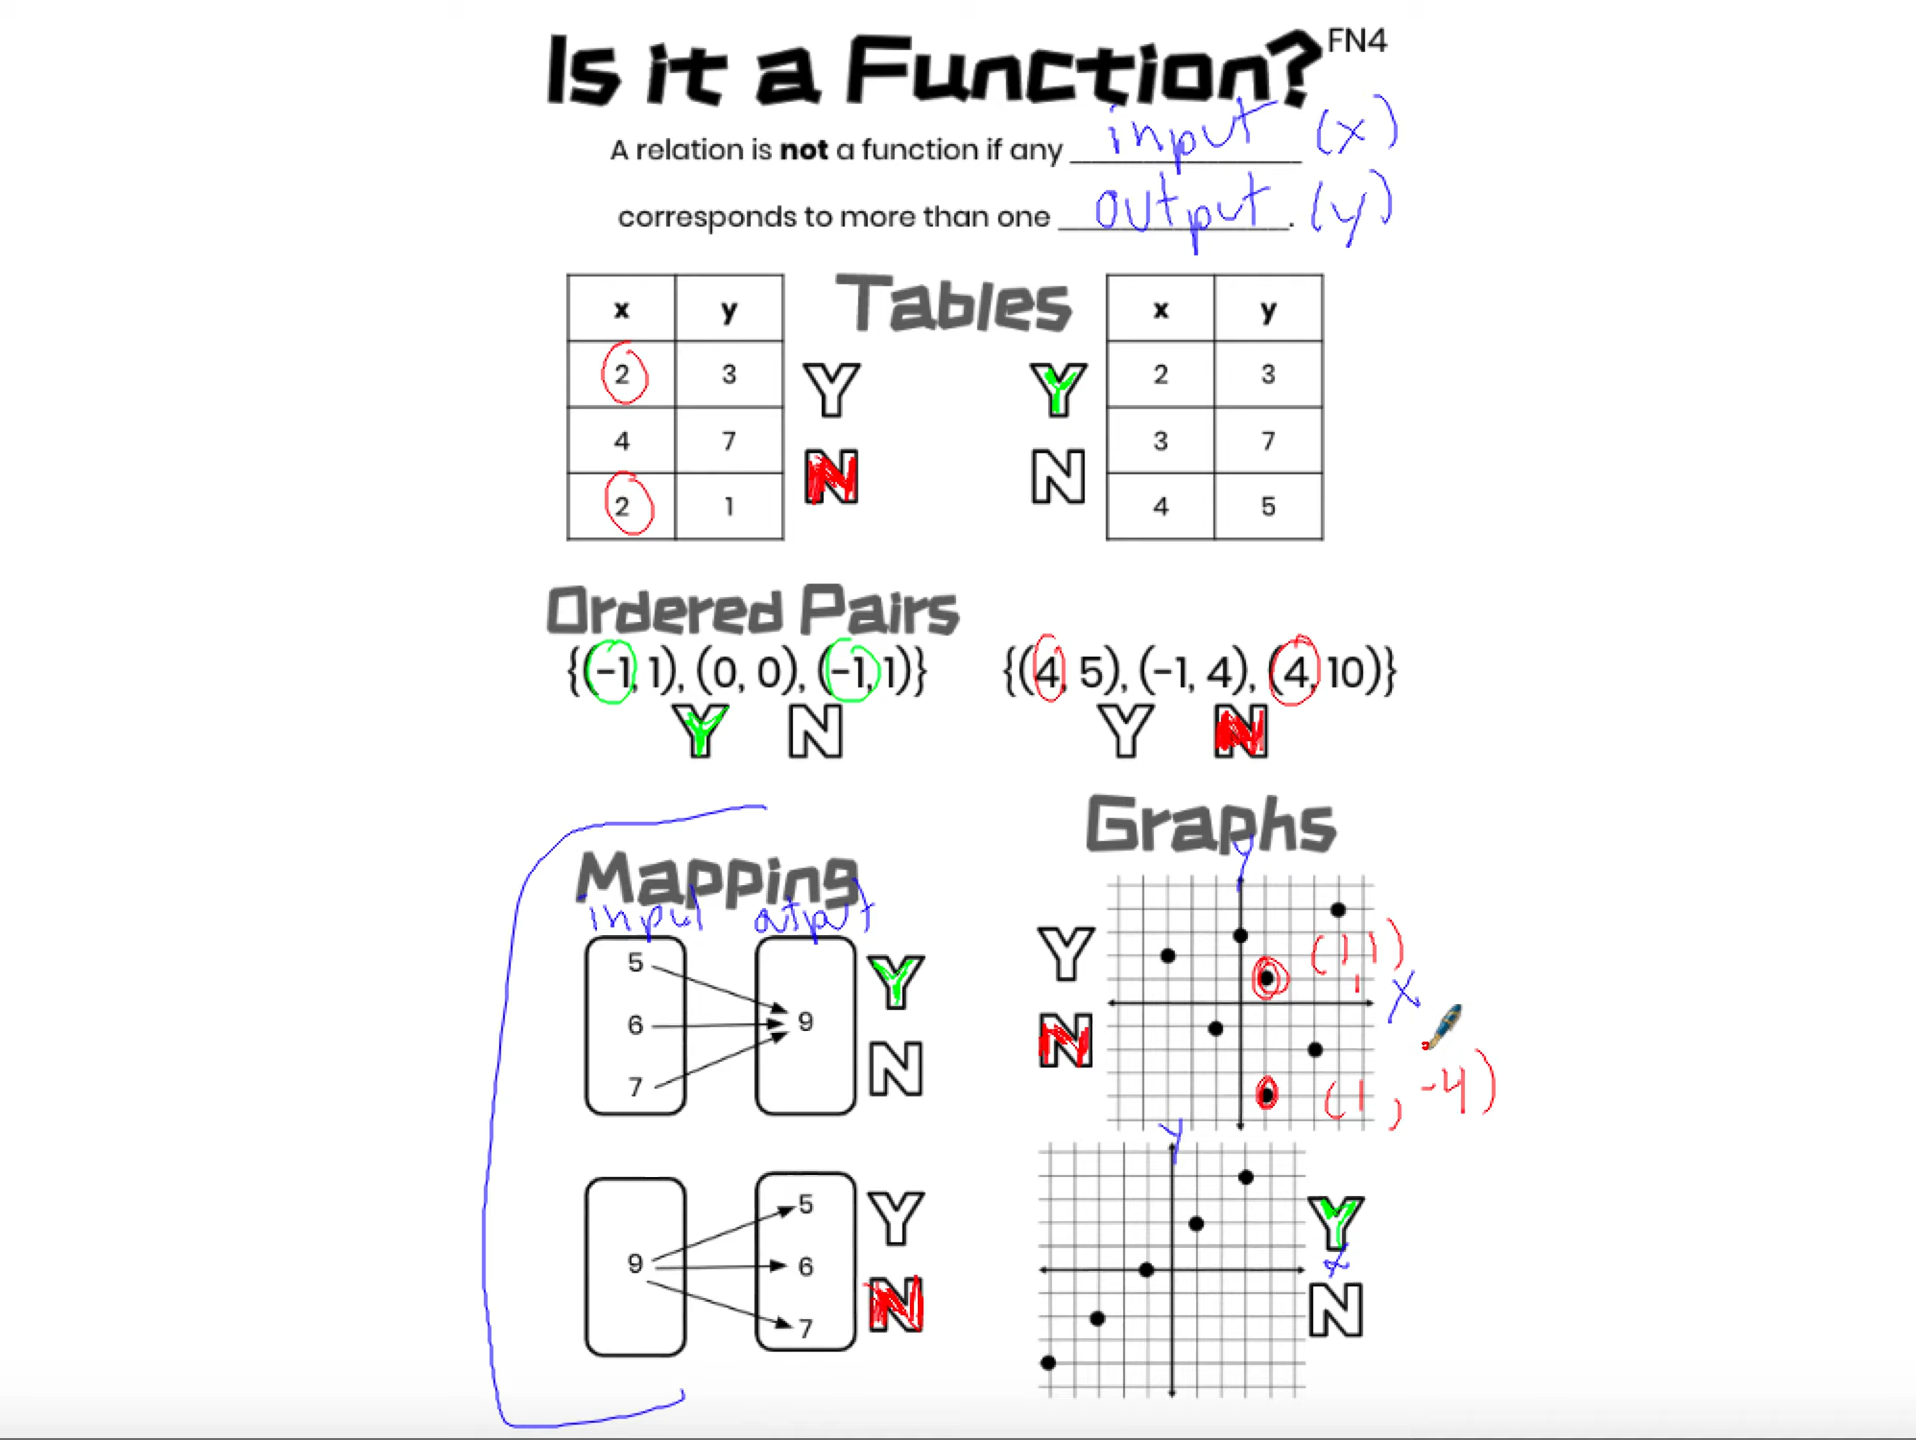 Is it a Function?
FN4
A relation is not a function if any input (x)
corresponds to more than one output. (y)
Tables
x y
2 3
4 7
2 1
Y
N
Y
N
x y
2 3
3 7
4 5
Ordered Pairs
{(-1, 1), (0, 0), (-1, 1)}
Y N
{(4, 5), (-1, 4), (4, 10)}
Y N
Mapping
input output
5
6
7
9
Y
N
9
5
6
7
Y
N
Graphs
y
Y
N
(1, 1)
x
(1, -4)
y
Y
x
N